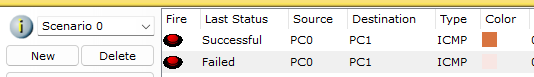 Scenario 0
New Delete
Fire Last Status Source Destination Type Color
Successful PC0 PC1 ICMP
Failed PC0 PC1 ICMP